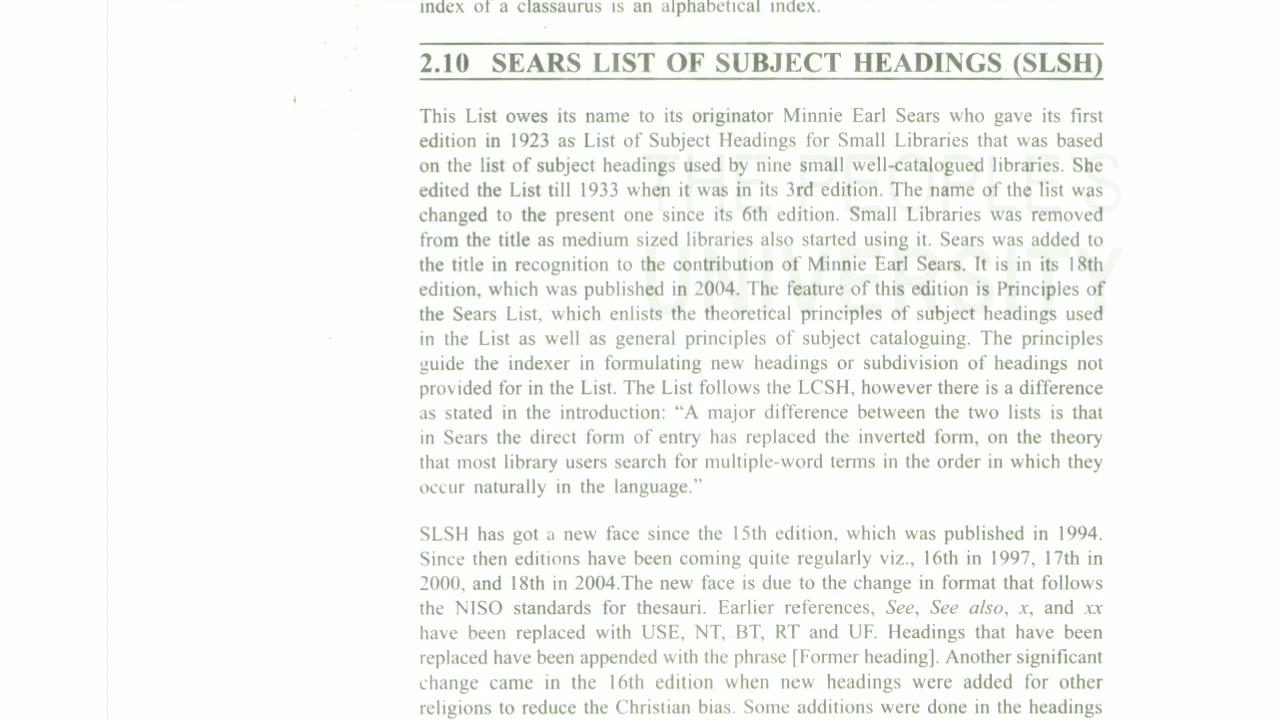 index of a classaurus is an alphabetical index.
2.10 SEARS LIST OF SUBJECT HEADINGS (SLSH)
This List owes its name to its originator Minnie Earl Sears who gave its first
edition in 1923 as List of Subject Headings for Small Libraries that was based
on the list of subject headings used by nine small well-catalogued libraries. She
edited the List till 1933 when it was in its 3rd edition. The name of the list was
changed to the present one since its 6th edition. Small Libraries was removed
from the title as medium sized libraries also started using it. Sears was added to
the title in recognition to the contribution of Minnie Earl Sears. It is in its 18th
edition, which was published in 2004. The feature of this edition is Principles of
the Sears List, which enlists the theoretical principles of subject headings used
in the List as well as general principles of subject cataloguing. The principles
guide the indexer in formulating new headings or subdivision of headings not
provided for in the List. The List follows the LCSH, however there is a difference
as stated in the introduction: “A major difference between the two lists is that
in Sears the direct form of entry has replaced the inverted form, on the theory
that most library users search for multiple-word terms in the order in which they
occur naturally in the language.”
SLSH has got a new face since the 15th edition, which was published in 1994.
Since then editions have been coming quite regularly viz., 16th in 1997, 17th in
2000, and 18th in 2004.The new face is due to the change in format that follows
the NISO standards for thesauri. Earlier references, See, See also, x, and xx
have been replaced with USE, NT, BT, RT and UF. Headings that have been
replaced have been appended with the phrase [Former heading]. Another significant
change came in the 16th edition when new headings were added for other
religions to reduce the Christian bias. Some additions were done in the headings
THE PEOPLE'S
UNIVERSITY